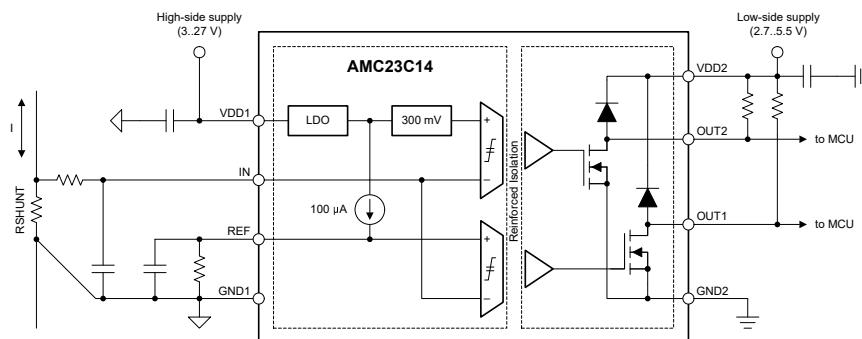 High-side supply
(3..27 V)
Low-side supply
(2.7..5.5 V)
AMC23C14
VDD1
LDO
300 mV
+
–
VDD2
OUT2
to MCU
I
RSHUNT
IN
100 µA
Reinforced Isolation
REF
+
–
OUT1
to MCU
GND1
GND2